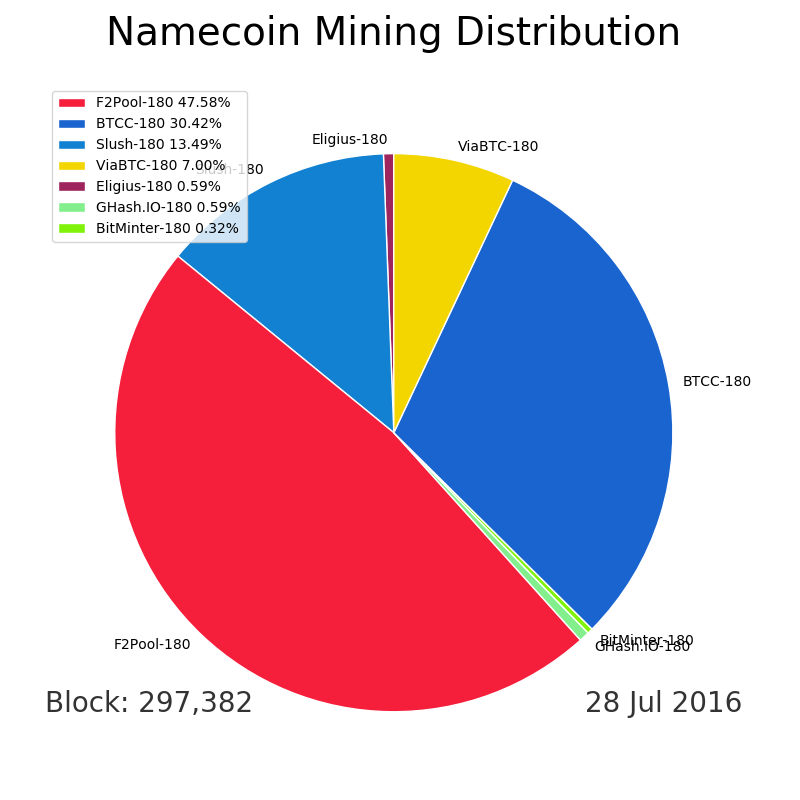 Namecoin Mining Distribution
F2Pool-180 47.58%
BTCC-180 30.42%
Slush-180 13.49%
ViaBTC-180 7.00%
Eligius-180 0.59%
GHash.IO-180 0.59%
BitMinter-180 0.32%
Eligius-180
ViaBTC-180
Slush-180
BTCC-180
BitMinter-180
GHash.IO-180
F2Pool-180
Block: 297,382
28 Jul 2016